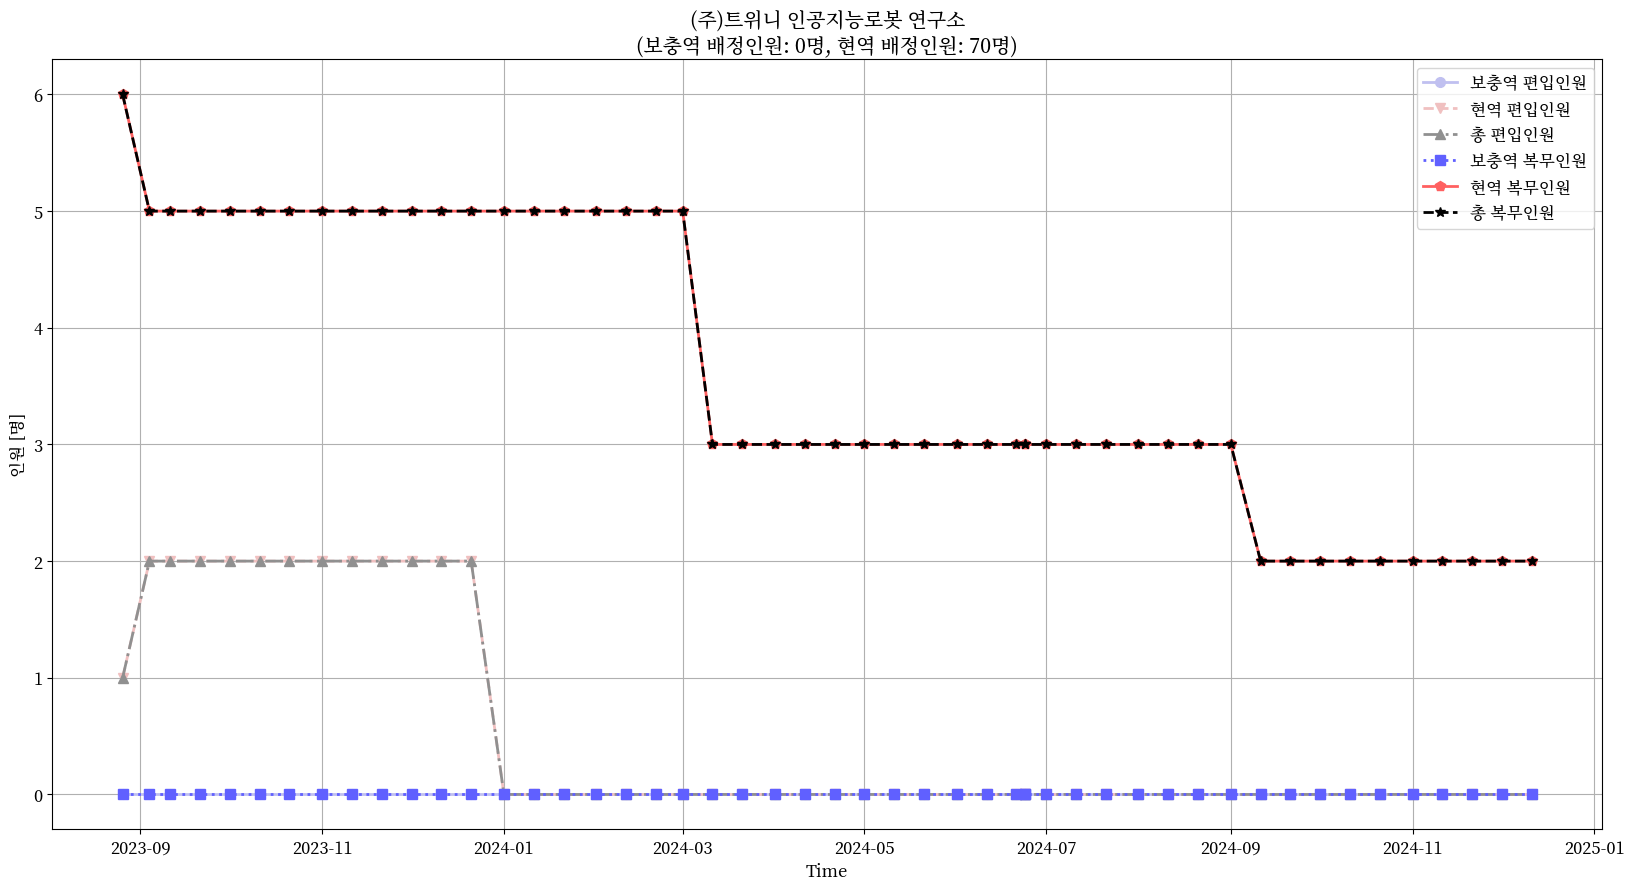 (주)트위니 인공지능로봇 연구소
(보충역 배정인원: 0명, 현역 배정인원: 70명)
보충역 편입인원
현역 편입인원
총 편입인원
보충역 복무인원
현역 복무인원
총 복무인원
인원 [명]
6
5
4
3
2
1
0
2023-09
2023-11
2024-01
2024-03
2024-05
2024-07
2024-09
2024-11
2025-01
Time